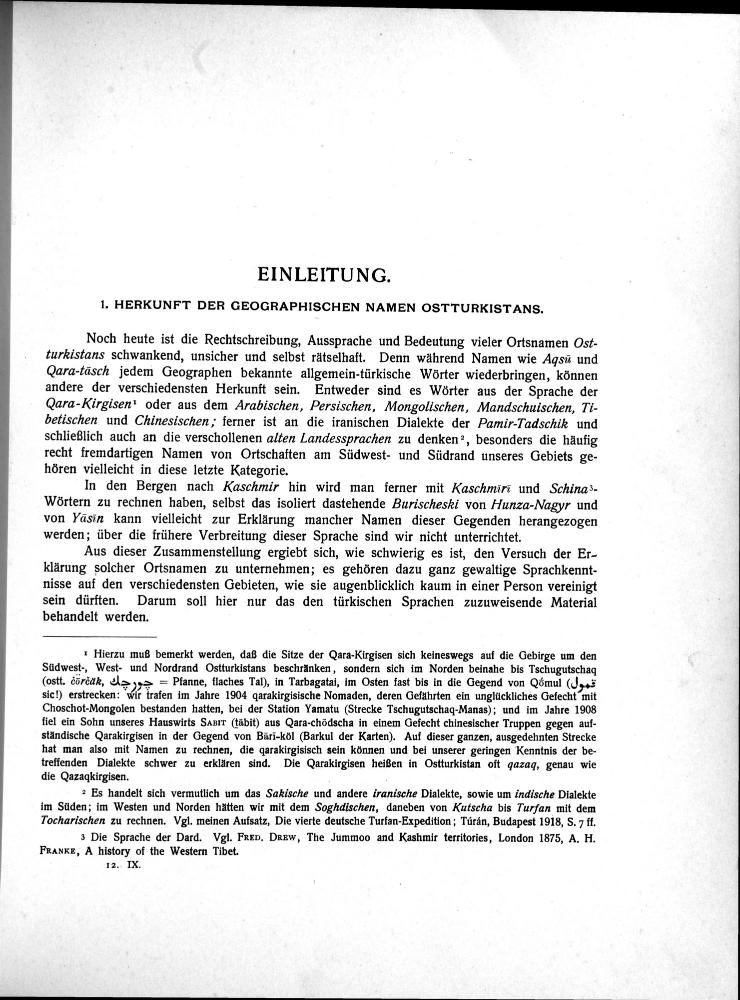 EINLEITUNG.
1. HERKUNFT DER GEOGRAPHISCHEN NAMEN OSTTURKISTANS.
Noch heute ist die Rechtschreibung, Aussprache und Bedeutung vieler Ortsnamen Ost-
turkistans schwankend, unsicher und selbst rätselhaft. Denn während Namen wie Aqsū und
Qara-tāsch jedem Geographen bekannte allgemein-türkische Wörter wiederbringen, können
andere der verschiedensten Herkunft sein. Entweder sind es Wörter aus der Sprache der
Qara-Kirgisen¹ oder aus dem Arabischen, Persischen, Mongolischen, Mandschuischen, Ti-
betischen und Chinesischen; ferner ist an die iranischen Dialekte der Pamir-Tadschik und
schließlich auch an die verschollenen alten Landessprachen zu denken², besonders die häufig
recht fremdartigen Namen von Ortschaften am Südwest- und Südrand unseres Gebiets ge-
hören vielleicht in diese letzte Kategorie.
In den Bergen nach Kaschmir hin wird man ferner mit Kaschmīrī und Schina³-
Wörtern zu rechnen haben, selbst das isoliert dastehende Burischeski von Hunza-Nagyr und
von Yāsīn kann vielleicht zur Erklärung mancher Namen dieser Gegenden herangezogen
werden; über die frühere Verbreitung dieser Sprache sind wir nicht unterrichtet.
Aus dieser Zusammenstellung ergibt sich, wie schwierig es ist, den Versuch der Er-
klärung solcher Ortsnamen zu unternehmen; es gehören dazu ganz gewaltige Sprachkennt-
nisse auf den verschiedensten Gebieten, wie sie augenblicklich kaum in einer Person vereinigt
sein dürften. Darum soll hier nur das den türkischen Sprachen zuzuweisende Material
behandelt werden.
¹ Hierzu muß bemerkt werden, daß die Sitze der Qara-Kirgisen sich keineswegs auf die Gebirge um den
Südwest-, West- und Nordrand Ostturkistans beschränken, sondern sich im Norden beinahe bis Tschugutschaq
(ostt. čörčäk, چورچك = Pfanne, flaches Tal), in Tarbagatai, im Osten fast bis in die Gegend von Qōmul (قمول
sic!) erstrecken: wir trafen im Jahre 1904 qarakirgisische Nomaden, deren Gefährten ein unglückliches Gefecht mit
Choschot-Mongolen bestanden hatten, bei der Station Yamatu (Strecke Tschugutschaq-Manas); und im Jahre 1908
fiel ein Sohn unseres Hauswirts SABIT (tābit) aus Qara-chōdscha in einem Gefecht chinesischer Truppen gegen auf-
ständische Qarakirgisen in der Gegend von Bārī-köl (Barkul der Karten). Auf dieser ganzen, ausgedehnten Strecke
hat man also mit Namen zu rechnen, die qarakirgisisch sein können und bei unserer geringen Kenntnis der be-
treffenden Dialekte schwer zu erklären sind. Die Qarakirgisen heißen in Ostturkistan oft qazaq, genau wie
die Qazaqkirgisen.
² Es handelt sich vermutlich um das Sakische und andere iranische Dialekte, sowie um indische Dialekte
im Süden; im Westen und Norden hätten wir mit dem Soghdischen, daneben von Kutscha bis Turfan mit dem
Tocharischen zu rechnen. Vgl. meinen Aufsatz, Die vierte deutsche Turfan-Expedition; Túrán, Budapest 1918, S. 7 ff.
³ Die Sprache der Dard. Vgl. FRED. DREW, The Jummoo and Kashmir territories, London 1875, A. H.
FRANKE, A history of the Western Tibet.
12. IX.